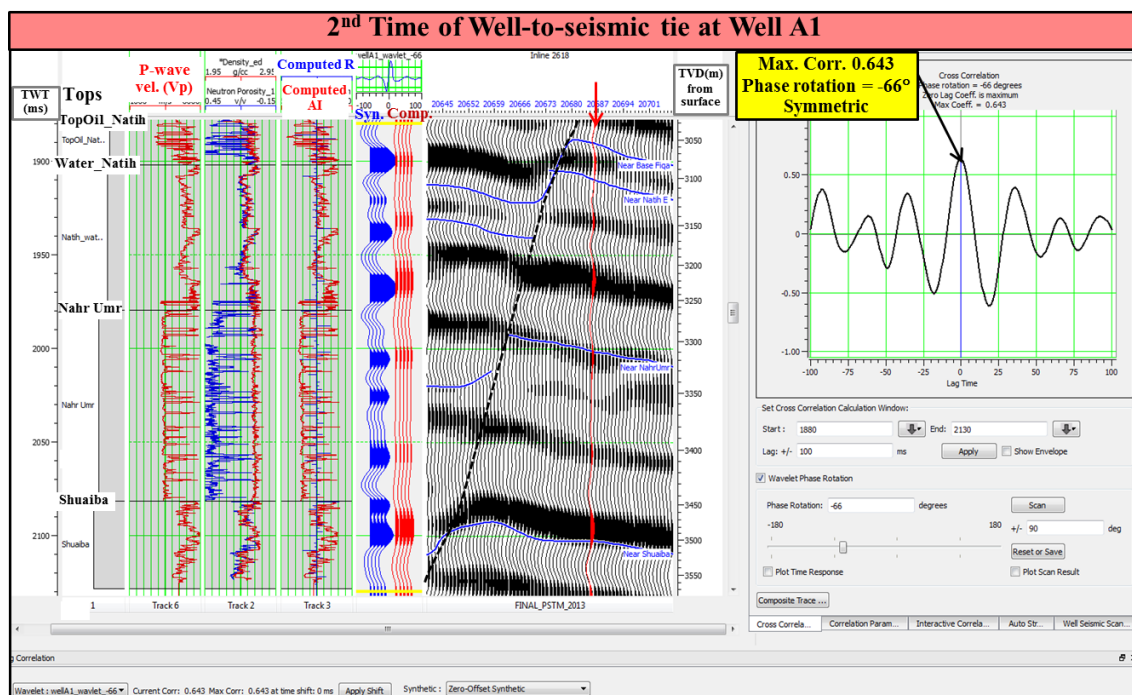 2nd Time of Well-to-seismic tie at Well A1
TWT
(ms)
Tops
P-wave
vel. (Vp)
*Density_ed
1.95 g/cc 2.95
Neutron Porosity_1
0.45 v/v -0.15
Computed R
Computed
AI
wellA1_wavlet_-66
-100 0 100
Syn. Comp.
Inline 2618
20645 20652 20659 20666 20673 20680 20687 20694 20701
TVD(m)
from
surface
Max. Corr. 0.643
Phase rotation = -66°
Symmetric
Cross Correlation
Phase rotation = -66 degrees
Zero Lag Coeff. is maximum
Max Coeff. = 0.643
TopOil_Natih
TopOil_Nat..
Water_Natih
Natih_wat..
Nahr Umr
Nahr Umr
Shuaiba
Shuaiba
1900
1950
2000
2050
2100
Near Base Fiqa
Near Natih E
Near NahrUmr
Near Shuaiba
3050
3100
3150
3200
3250
3300
3350
3400
3450
3500
3550
0.50
0
-0.50
-1.00
-100 -75 -50 -25 0 25 50 75 100
Lag Time
1 Track 6 Track 2 Track 3 FINAL_PSTM_2013
Set Cross Correlation Calculation Window:
Start : 1880 End: 2130
Lag: +/- 100 ms Apply Show Envelope
Wavelet Phase Rotation
Phase Rotation: -66 degrees Scan
-180 180 +/- 90 deg
Reset or Save
Plot Time Response Plot Scan Result
Composite Trace ...
Cross Correla... Correlation Param... Interactive Correla... Auto Str... Well Seismic Scan...
g Correlation
Wavelet : wellA1_wavlet_-66 Current Corr: 0.643 Max Corr: 0.643 at time shift: 0 ms Apply Shift Synthetic : Zero-Offset Synthetic